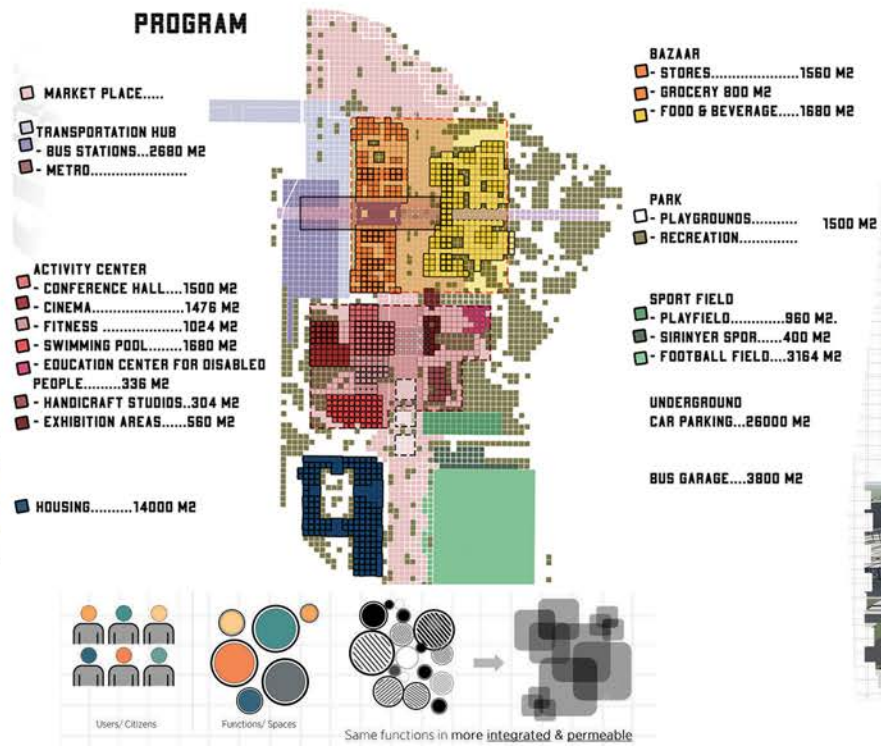 PROGRAM
MARKET PLACE.....
TRANSPORTATION HUB
- BUS STATIONS...2680 M2
- METRO..................
ACTIVITY CENTER
- CONFERENCE HALL....1500 M2
- CINEMA......................1476 M2
- FITNESS ..................1024 M2
- SWIMMING POOL.......1680 M2
- EDUCATION CENTER FOR DISABLED
PEOPLE.........336 M2
- HANDICRAFT STUDIOS..304 M2
- EXHIBITION AREAS......560 M2
HOUSING..........14000 M2
BAZAAR
- STORES.....................1560 M2
- GROCERY 800 M2
- FOOD & BEVERAGE.....1680 M2
PARK
- PLAYGROUNDS........... 1500 M2
- RECREATION..............
SPORT FIELD
- PLAYFIELD.............960 M2.
- SIRINYER SPOR....400 M2
- FOOTBALL FIELD...3164 M2
UNDERGROUND
CAR PARKING...26000 M2
BUS GARAGE....3800 M2
Users/ Citizens
Functions/ Spaces
Same functions in more integrated & permeable